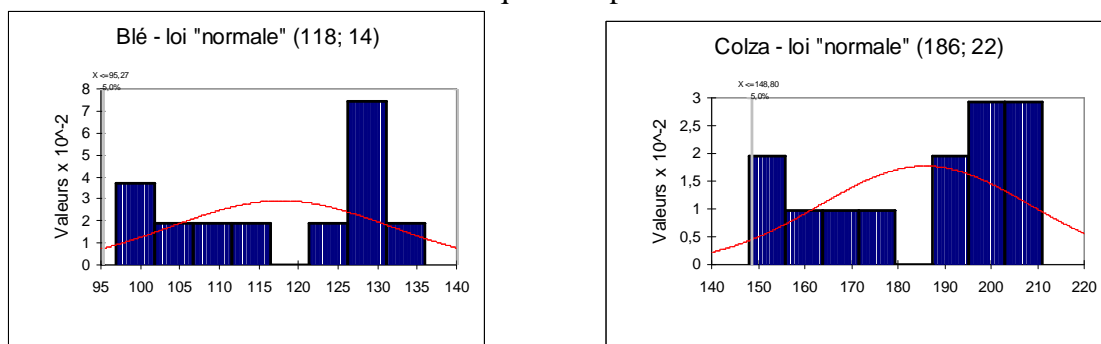 Blé - loi "normale" (118; 14)
X <=95,27
5,0%
Valeurs x 10^-2
8
7
6
5
4
3
2
1
0
95 100 105 110 115 120 125 130 135 140
Colza - loi "normale" (186; 22)
X <=148,80
5,0%
Valeurs x 10^-2
3
2,5
2
1,5
1
0,5
0
140 150 160 170 180 190 200 210 220